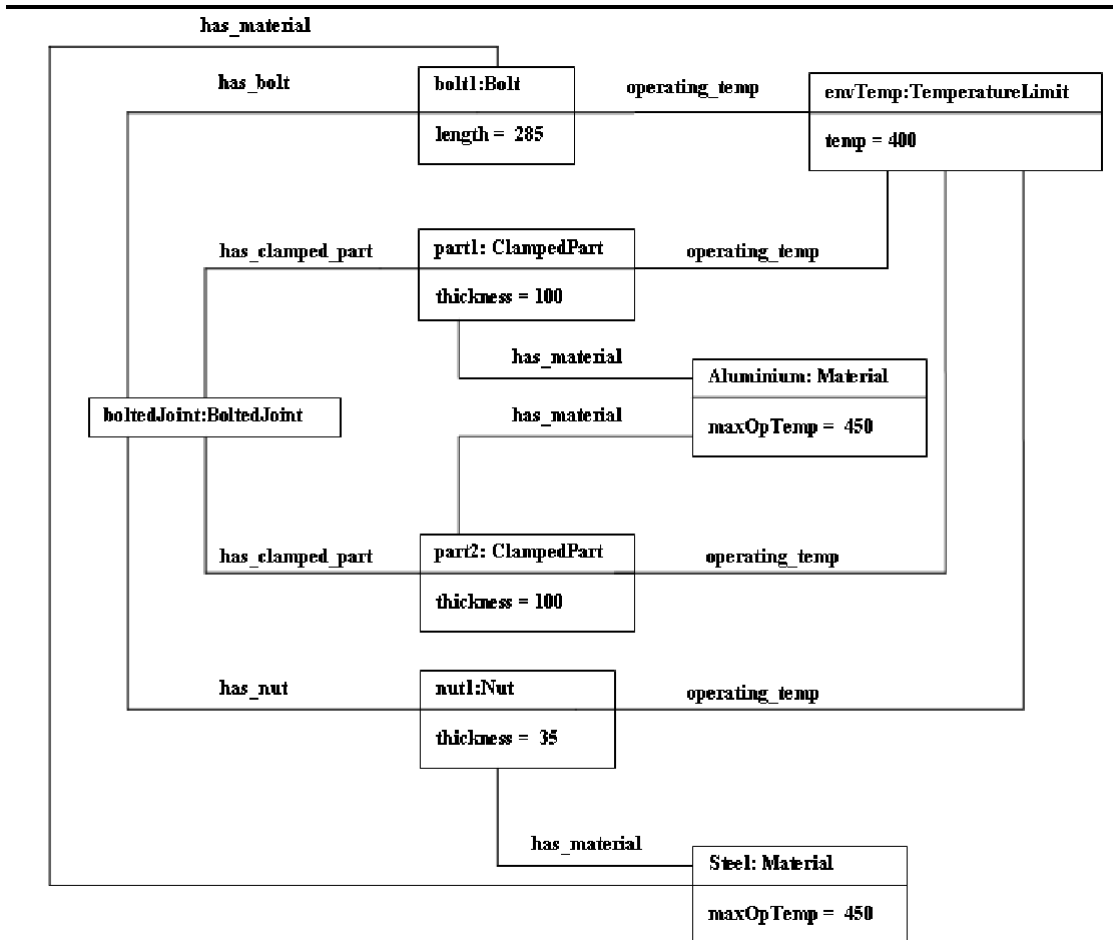 has_material
has_bolt
bolt1:Bolt
operating_temp
envTemp:TemperatureLimit
length = 285
temp = 400
has_clamped_part
part1: ClampedPart
operating_temp
thickness = 100
has_material
Aluminium: Material
boltedJoint:BoltedJoint
has_material
maxOpTemp = 450
has_clamped_part
part2: ClampedPart
operating_temp
thickness = 100
has_nut
nut1:Nut
operating_temp
thickness = 35
has_material
Steel: Material
maxOpTemp = 450